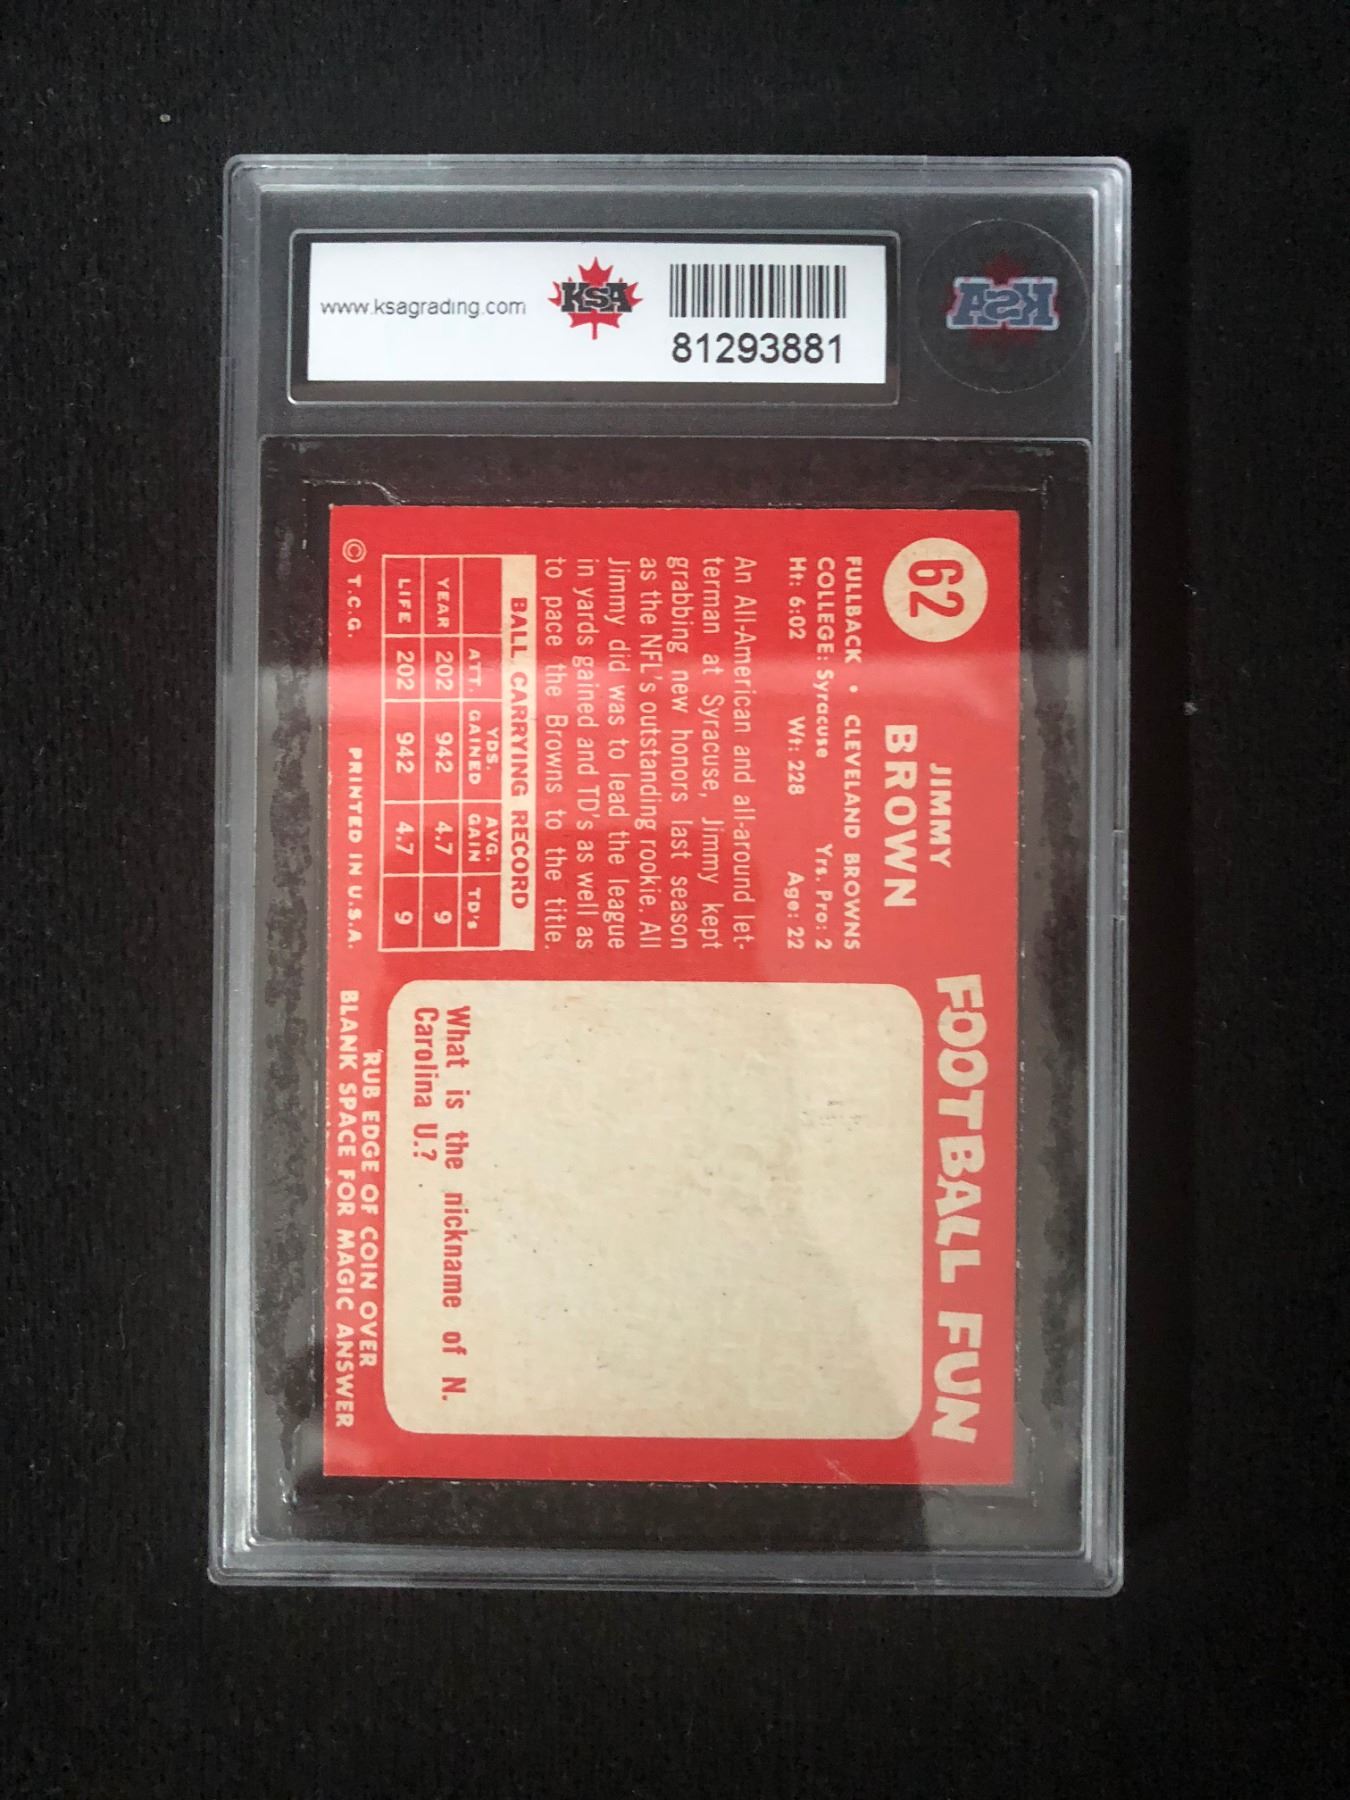 www.ksagrading.com
KSA
81293881
KSA
62
JIMMY
BROWN
FULLBACK • CLEVELAND BROWNS
COLLEGE: Syracuse Yrs. Pro: 2
Ht: 6:02 Wt: 228 Age: 22
An All-American and all-around let-
terman at Syracuse, Jimmy kept
grabbing new honors last season
as the NFL's outstanding rookie. All
Jimmy did was to lead the league
in yards gained and TD's as well as
to pace the Browns to the title.
BALL CARRYING RECORD
ATT. YDS. GAINED AVG. GAIN TD's
YEAR 202 942 4.7 9
LIFE 202 942 4.7 9
© T.C.G. PRINTED IN U.S.A.
FOOTBALL FUN
What is the nickname of N.
Carolina U.?
RUB EDGE OF COIN OVER
BLANK SPACE FOR MAGIC ANSWER